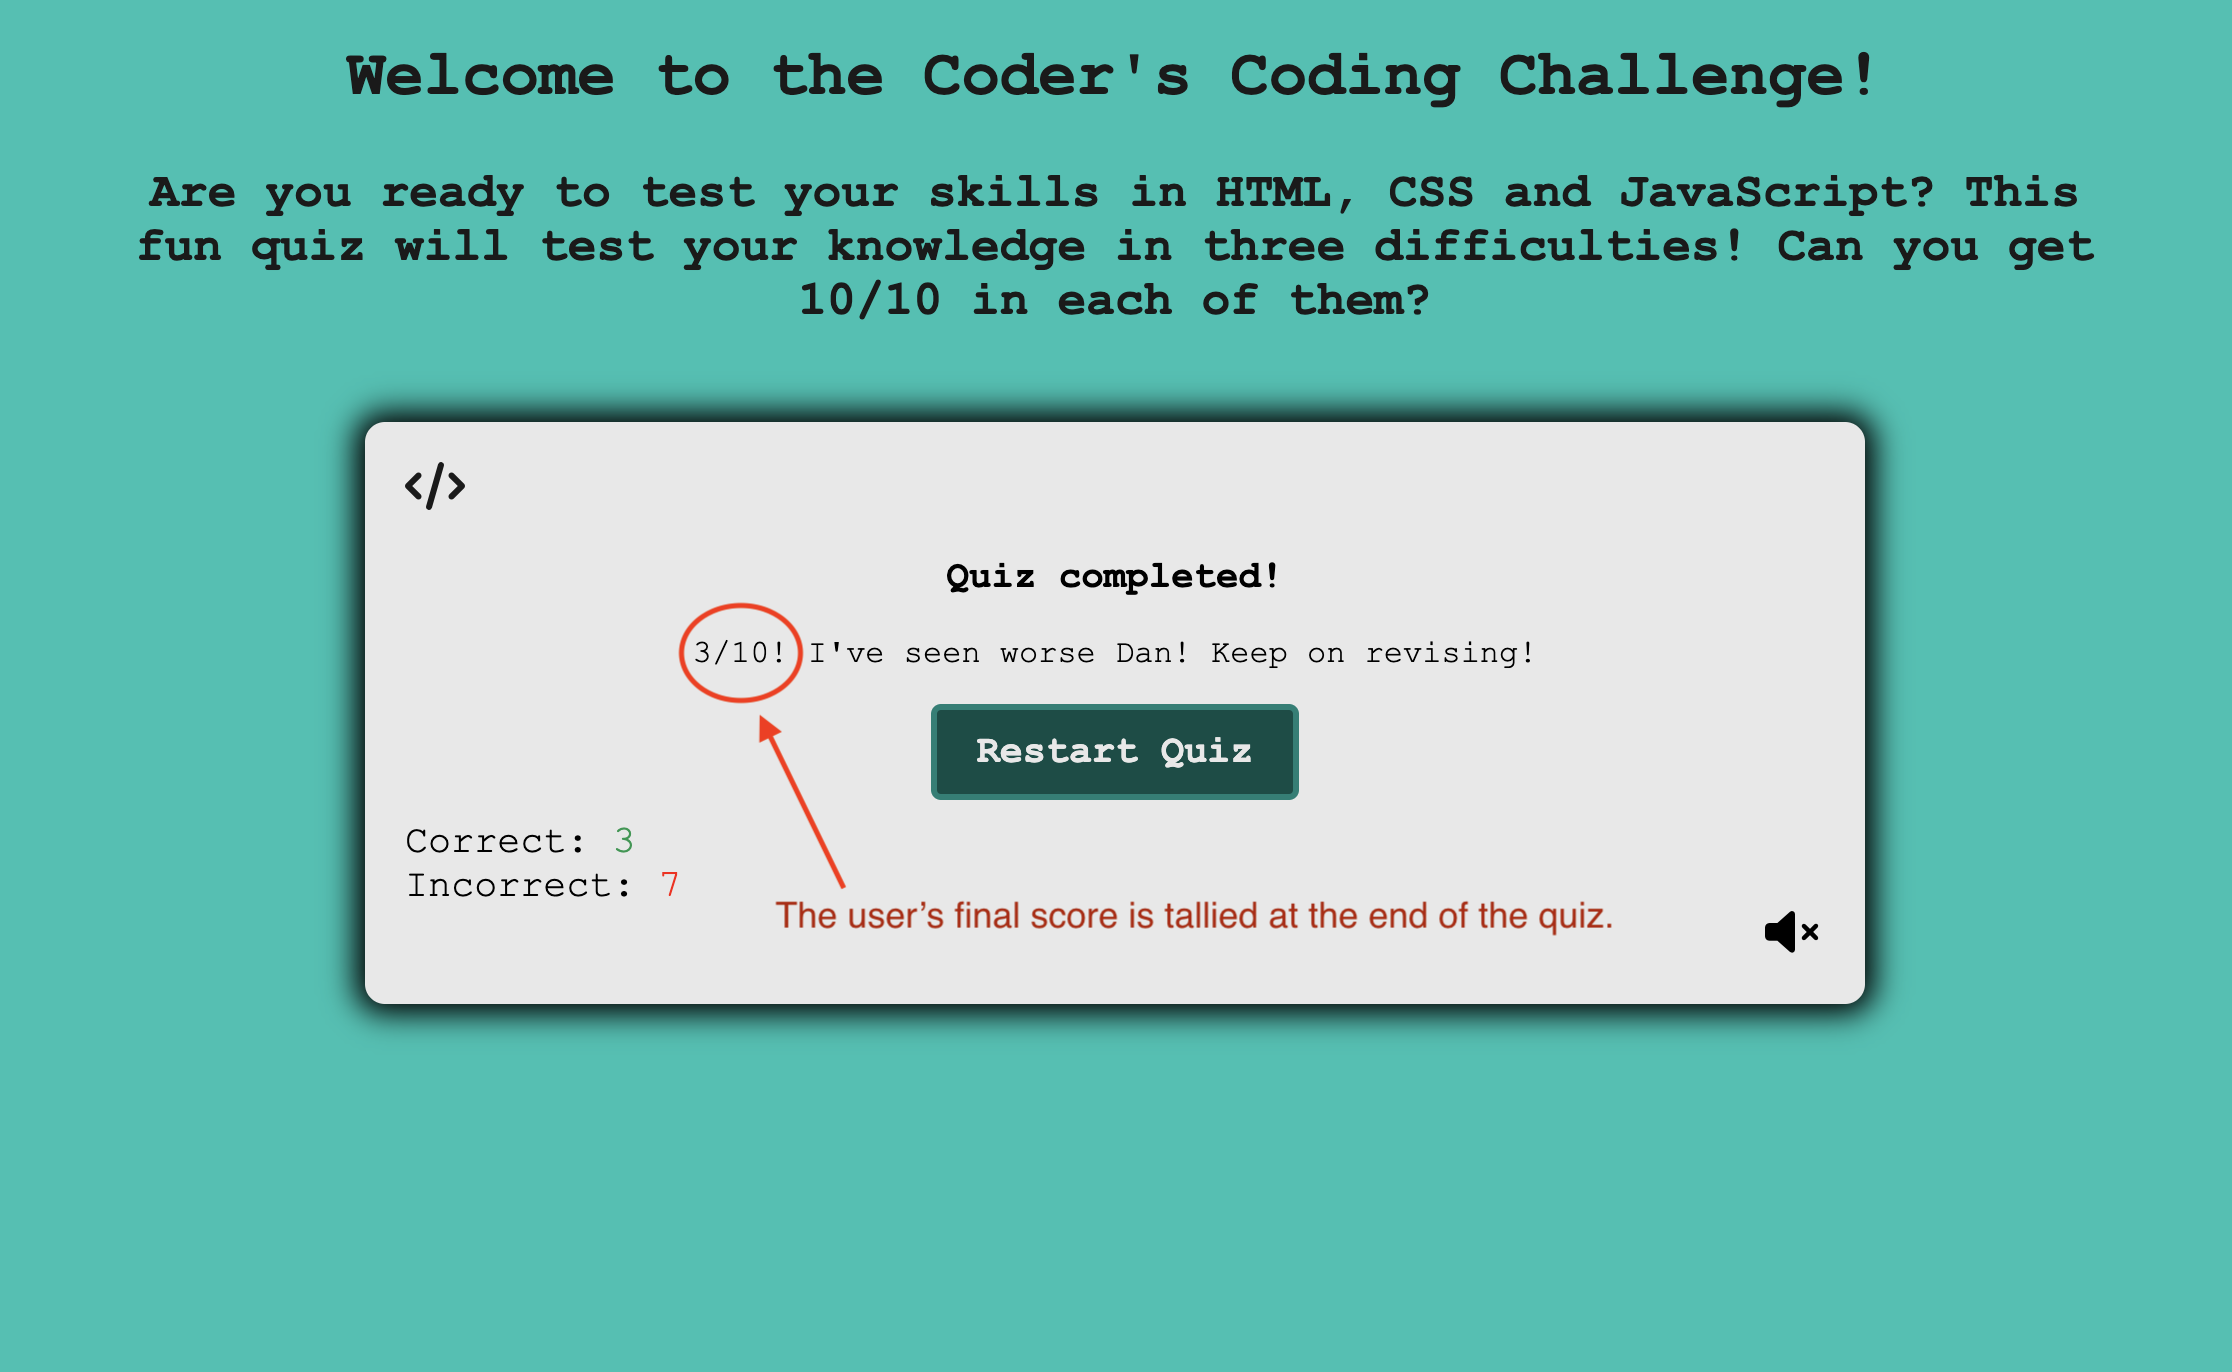 Welcome to the Coder's Coding Challenge!
Are you ready to test your skills in HTML, CSS and JavaScript? This
fun quiz will test your knowledge in three difficulties! Can you get
10/10 in each of them?
</>
Quiz completed!
3/10! I've seen worse Dan! Keep on revising!
Restart Quiz
Correct: 3
Incorrect: 7
The user’s final score is tallied at the end of the quiz.